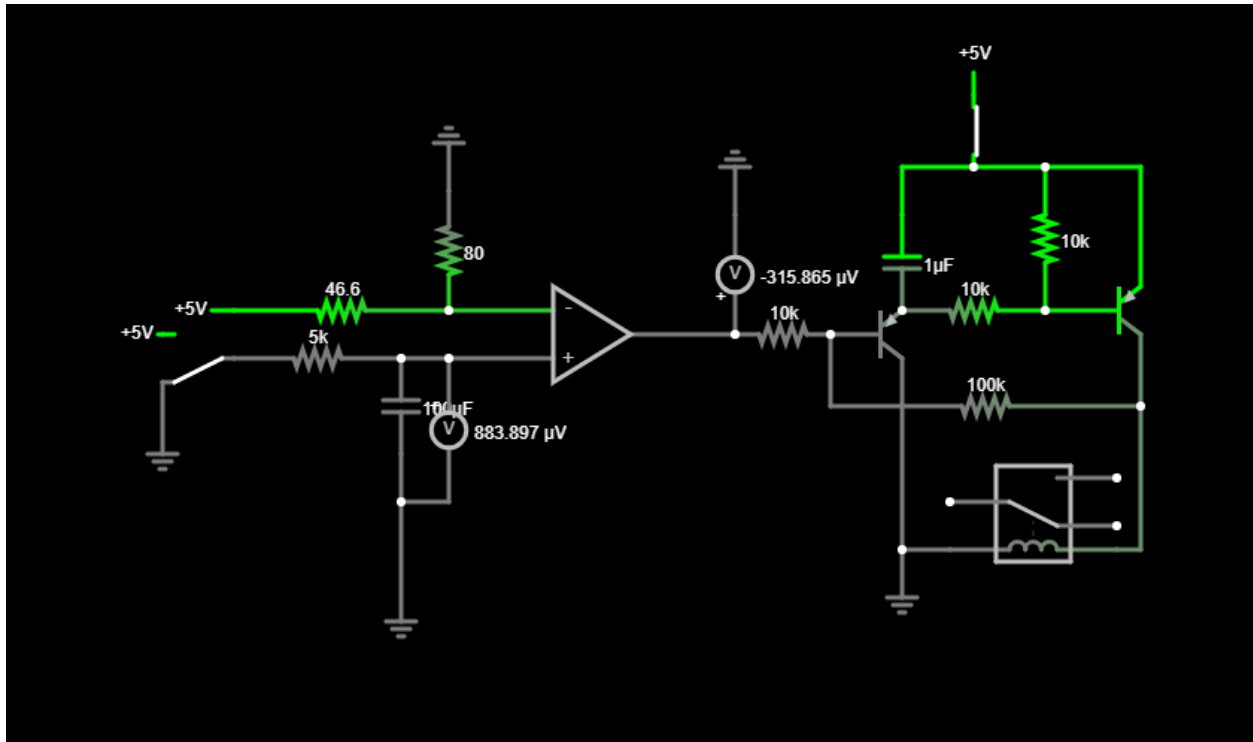 +5V
80
10k
V
-315.865 µV
1µF
10k
46.6
+5V
+5V
-
+
10k
5k
+
100k
100µF
V
883.897 µV
+